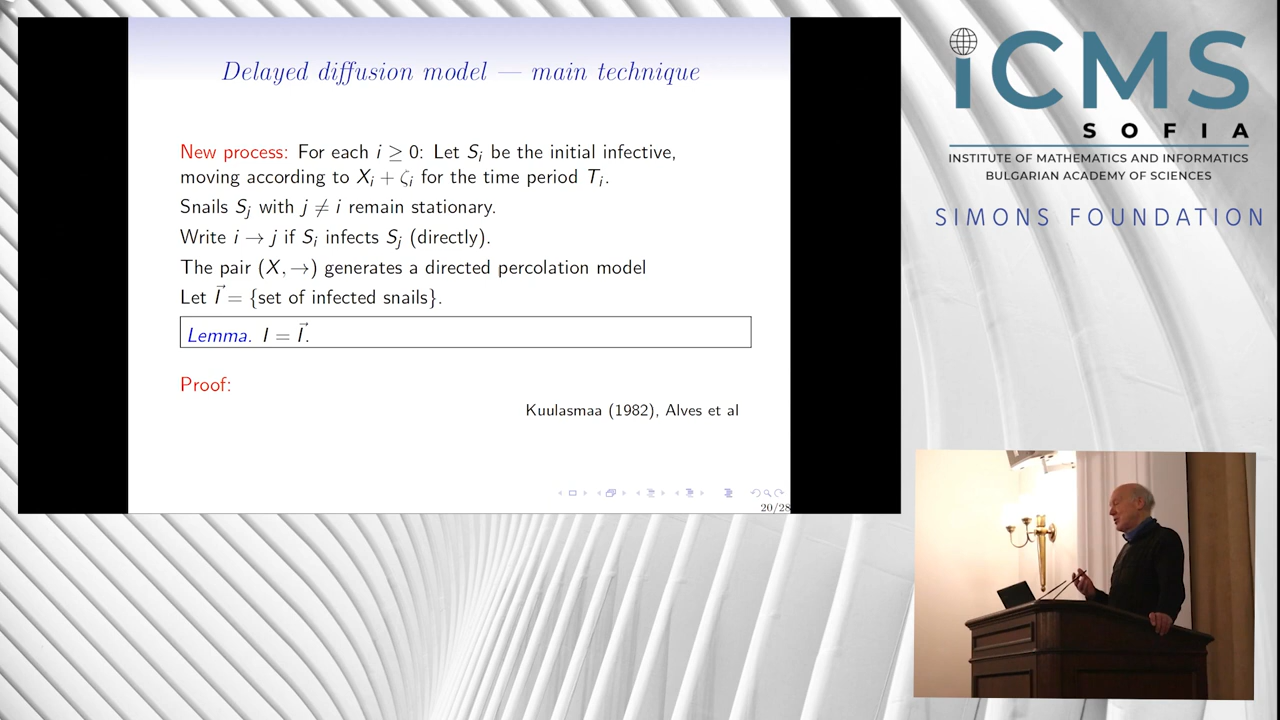 Delayed diffusion model — main technique
New process: For each i ≥ 0: Let S_i be the initial infective,
moving according to X_i + ζ_i for the time period T_i.
Snails S_j with j ≠ i remain stationary.
Write i → j if S_i infects S_j (directly).
The pair (X, →) generates a directed percolation model
Let I⃗ = {set of infected snails}.
Lemma. I = I⃗.
Proof:
Kuulasmaa (1982), Alves et al
20/28
iCMS
SOFIA
INSTITUTE OF MATHEMATICS AND INFORMATICS
BULGARIAN ACADEMY OF SCIENCES
SIMONS FOUNDATION